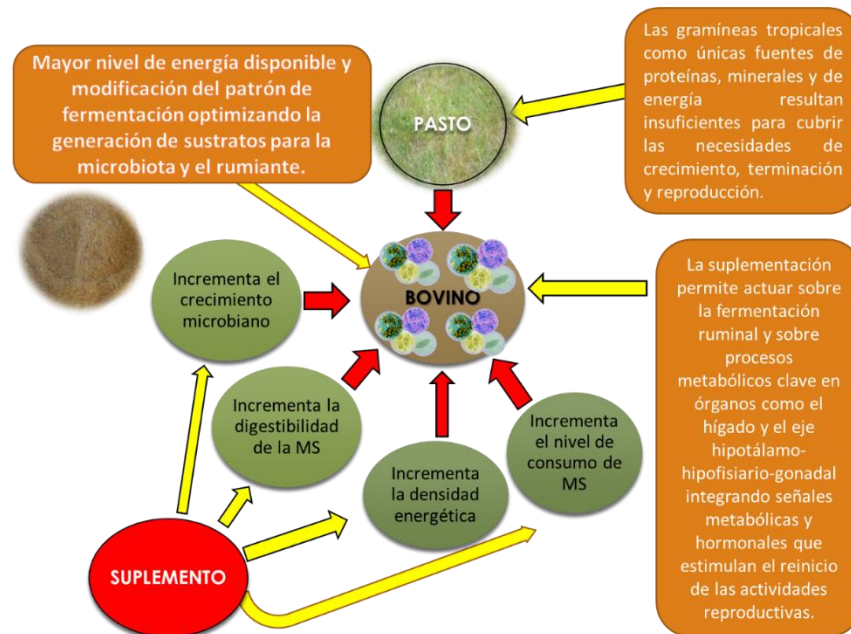 Mayor nivel de energía disponible y
modificación del patrón de
fermentación optimizando la
generación de sustratos para la
microbiota y el rumiante.
PASTO
Las gramíneas tropicales
como únicas fuentes de
proteínas, minerales y de
energía resultan
insuficientes para cubrir
las necesidades de
crecimiento, terminación
y reproducción.
Incrementa el
crecimiento
microbiano
BOVINO
La suplementación
permite actuar sobre
la fermentación
ruminal y sobre
procesos
metabólicos clave en
órganos como el
hígado y el eje
hipotálamo-
hipofisiario-gonadal
integrando señales
metabólicas y
hormonales que
estimulan el reinicio
de las actividades
reproductivas.
Incrementa la
digestibilidad
de la MS
Incrementa
la densidad
energética
Incrementa
el nivel de
consumo de
MS
SUPLEMENTO